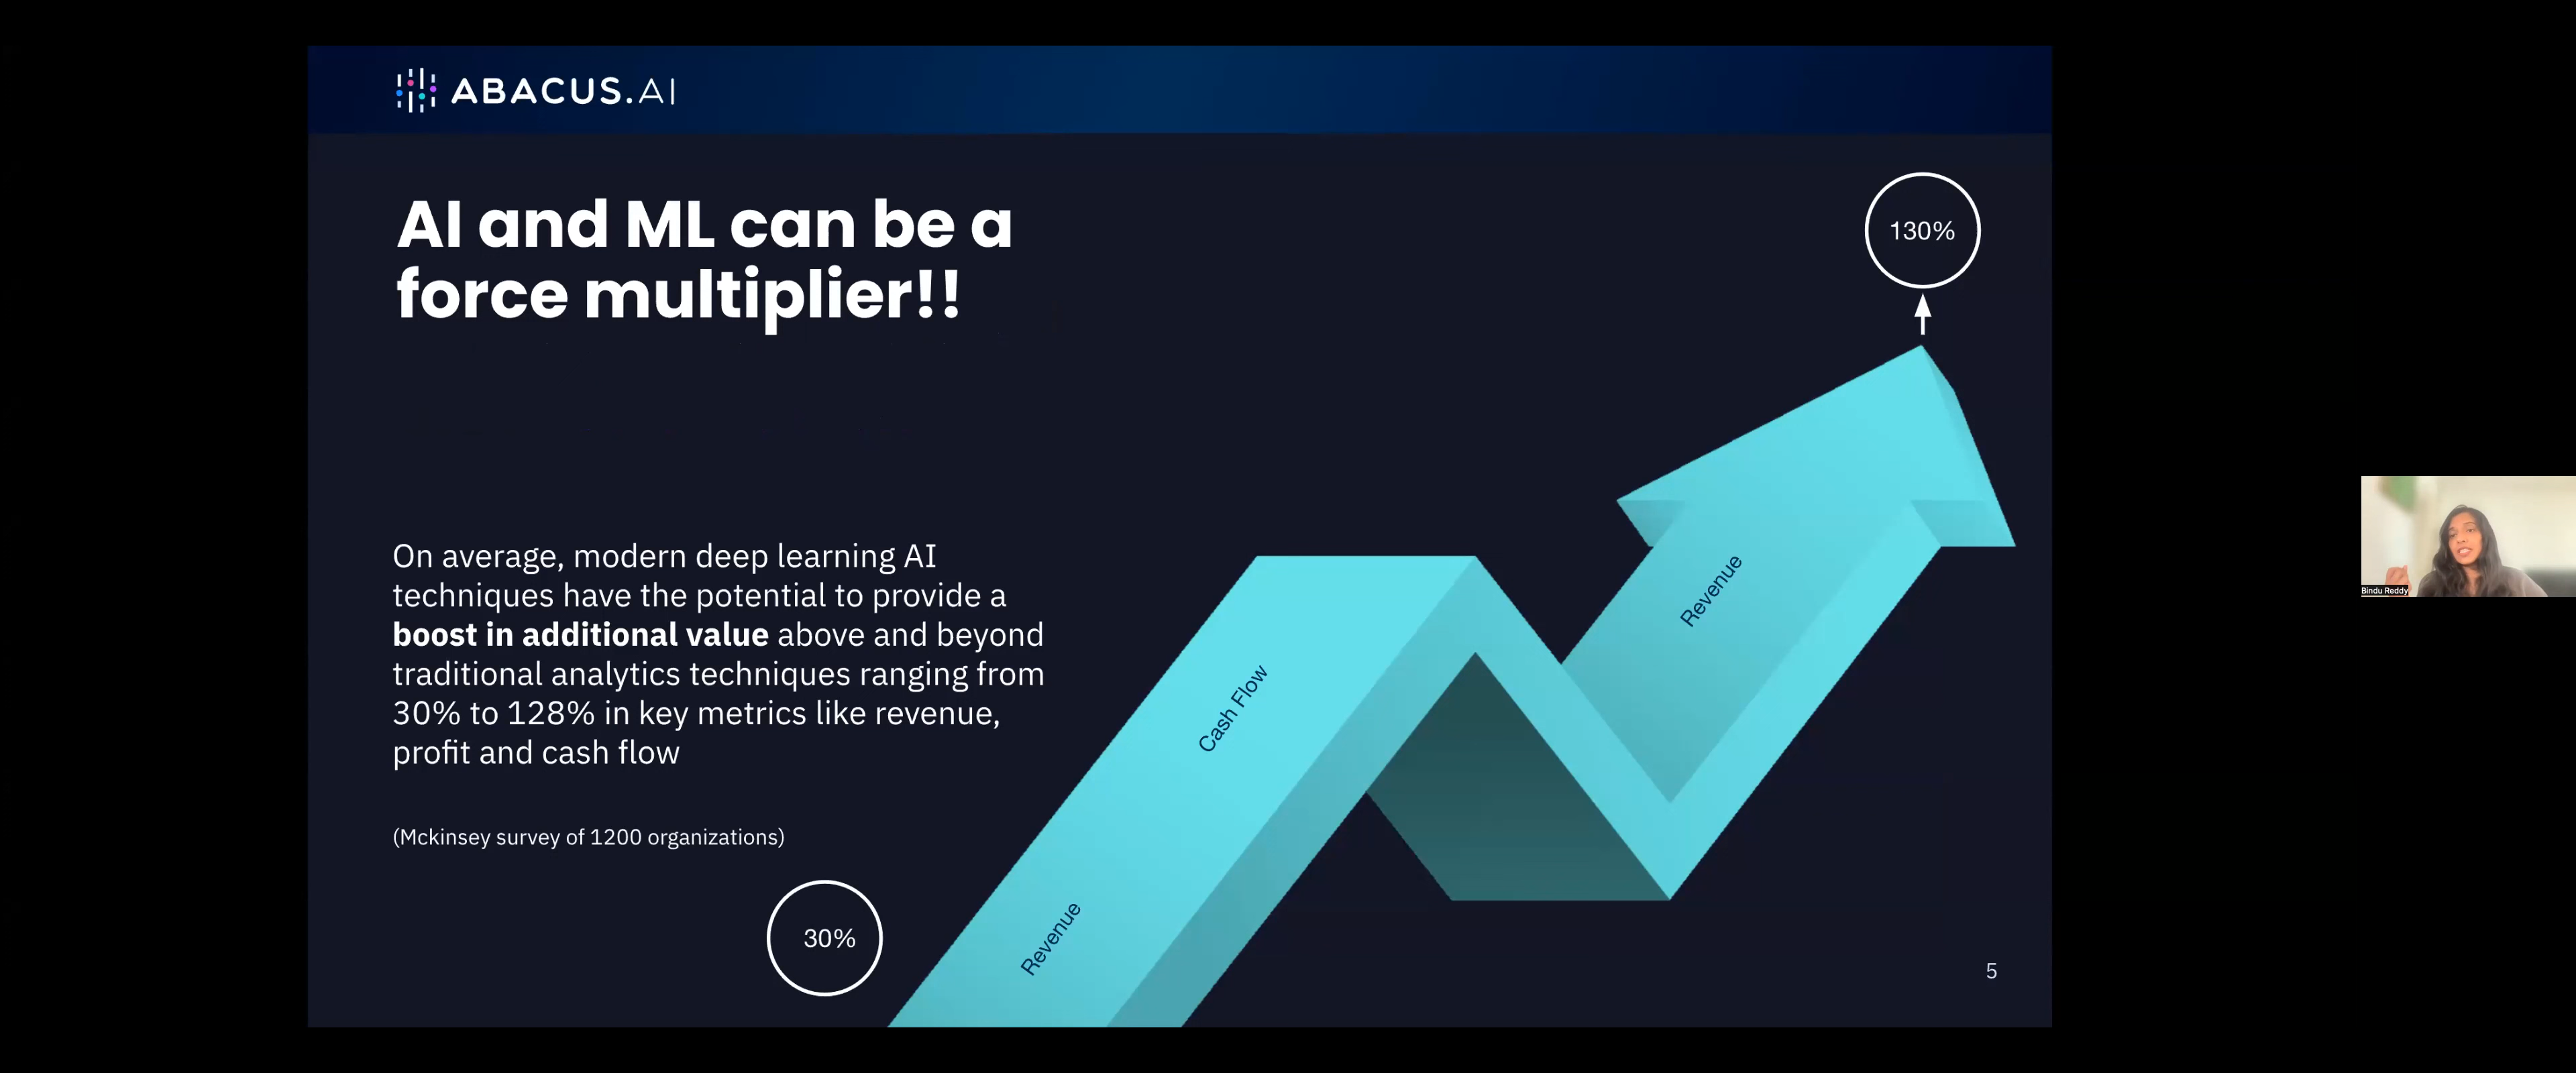 ABACUS.AI
AI and ML can be a
force multiplier!!
130%
On average, modern deep learning AI
techniques have the potential to provide a
boost in additional value above and beyond
traditional analytics techniques ranging from
30% to 128% in key metrics like revenue,
profit and cash flow
(Mckinsey survey of 1200 organizations)
30%
Revenue
Cash Flow
Revenue
5
Bindu Reddy